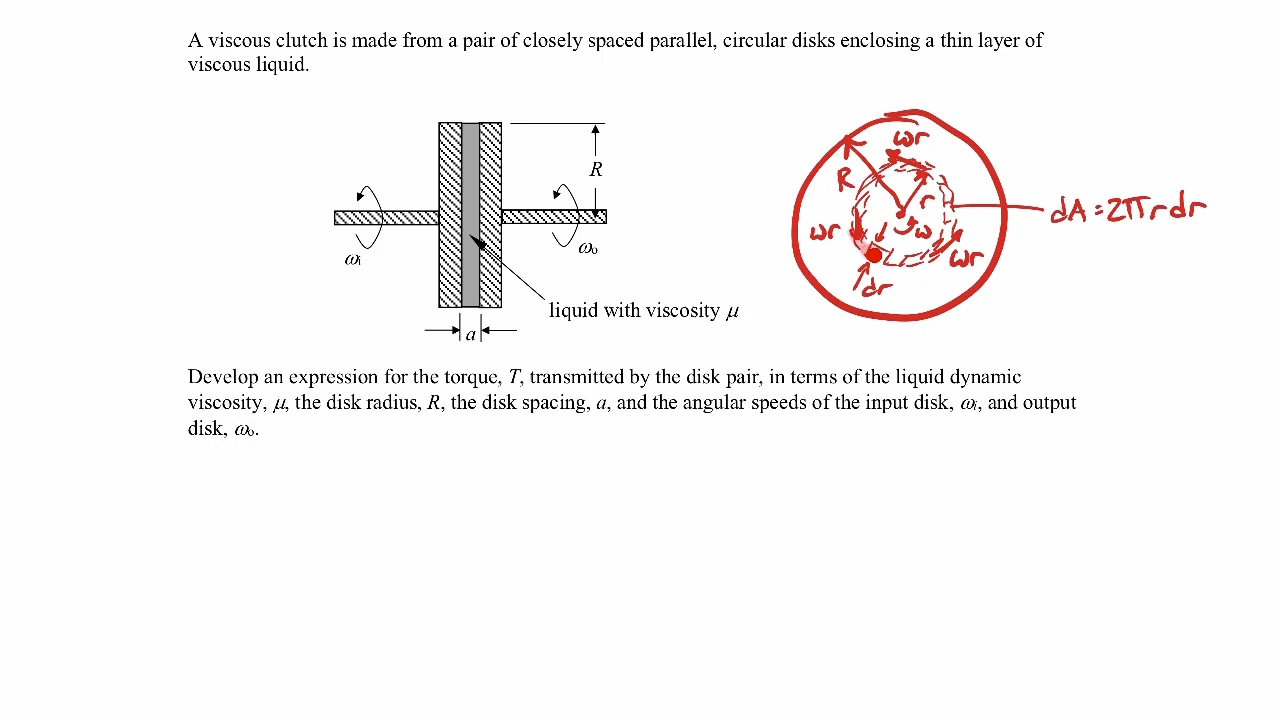 A viscous clutch is made from a pair of closely spaced parallel, circular disks enclosing a thin layer of
viscous liquid.
R
ωi
ωo
liquid with viscosity μ
a
ωr
R
r
ωr
ω
ωr
dr
dA = 2πrdr
Develop an expression for the torque, T, transmitted by the disk pair, in terms of the liquid dynamic
viscosity, μ, the disk radius, R, the disk spacing, a, and the angular speeds of the input disk, ωi, and output
disk, ωo.